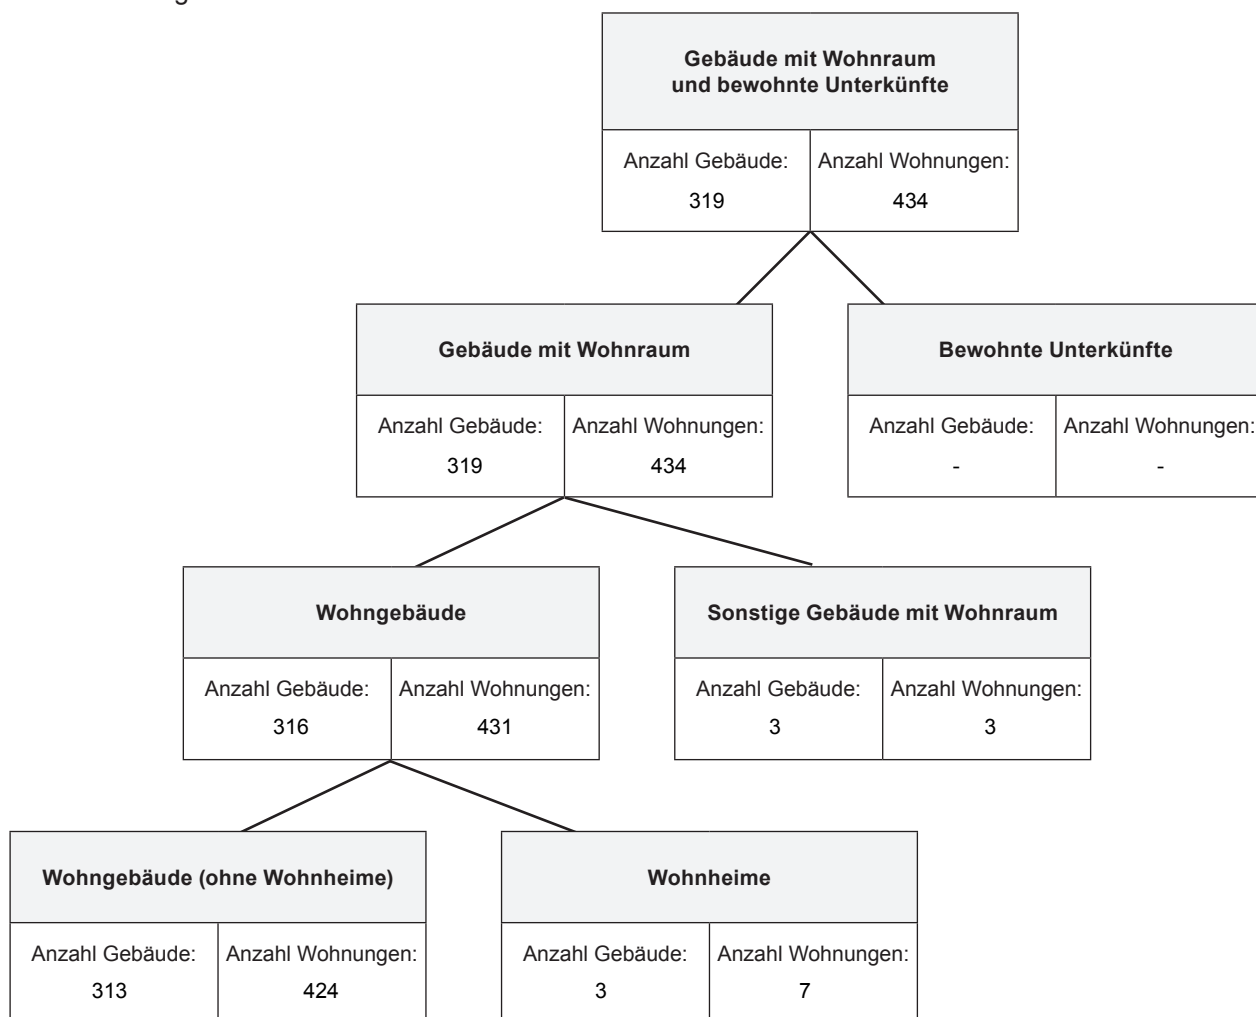 Gebäude mit Wohnraum
und bewohnte Unterkünfte
Anzahl Gebäude: Anzahl Wohnungen:
319 434
Gebäude mit Wohnraum Bewohnte Unterkünfte
Anzahl Gebäude: Anzahl Wohnungen: Anzahl Gebäude: Anzahl Wohnungen:
319 434 - -
Wohngebäude Sonstige Gebäude mit Wohnraum
Anzahl Gebäude: Anzahl Wohnungen: Anzahl Gebäude: Anzahl Wohnungen:
316 431 3 3
Wohngebäude (ohne Wohnheime) Wohnheime
Anzahl Gebäude: Anzahl Wohnungen: Anzahl Gebäude: Anzahl Wohnungen:
313 424 3 7